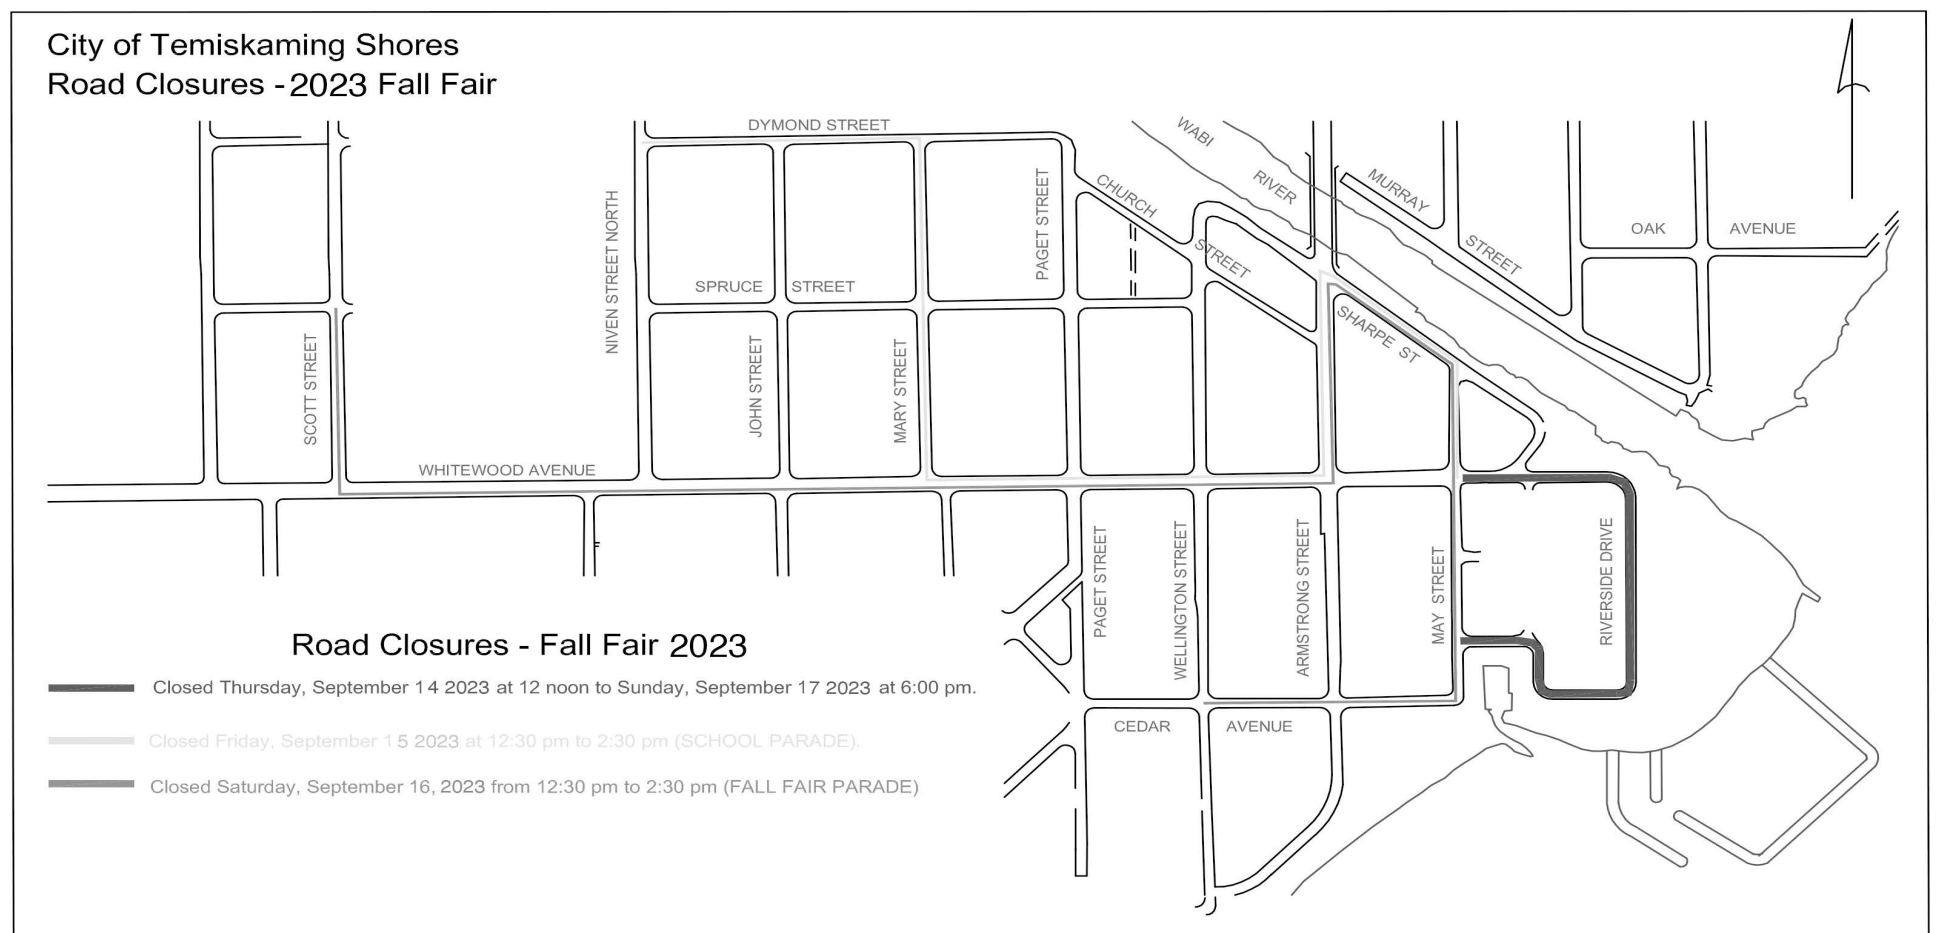 City of Temiskaming Shores
Road Closures - 2023 Fall Fair
DYMOND STREET
WABI
RIVER
MURRAY
STREET
OAK AVENUE
CHURCH
STREET
PAGET STREET
NIVEN STREET NORTH
SPRUCE STREET
SHARPE ST
SCOTT STREET
JOHN STREET
MARY STREET
WHITEWOOD AVENUE
PAGET STREET
WELLINGTON STREET
ARMSTRONG STREET
MAY STREET
RIVERSIDE DRIVE
CEDAR AVENUE
Road Closures - Fall Fair 2023
Closed Thursday, September 14 2023 at 12 noon to Sunday, September 17 2023 at 6:00 pm.
Closed Friday, September 15 2023 at 12:30 pm to 2:30 pm (SCHOOL PARADE).
Closed Saturday, September 16, 2023 from 12:30 pm to 2:30 pm (FALL FAIR PARADE)